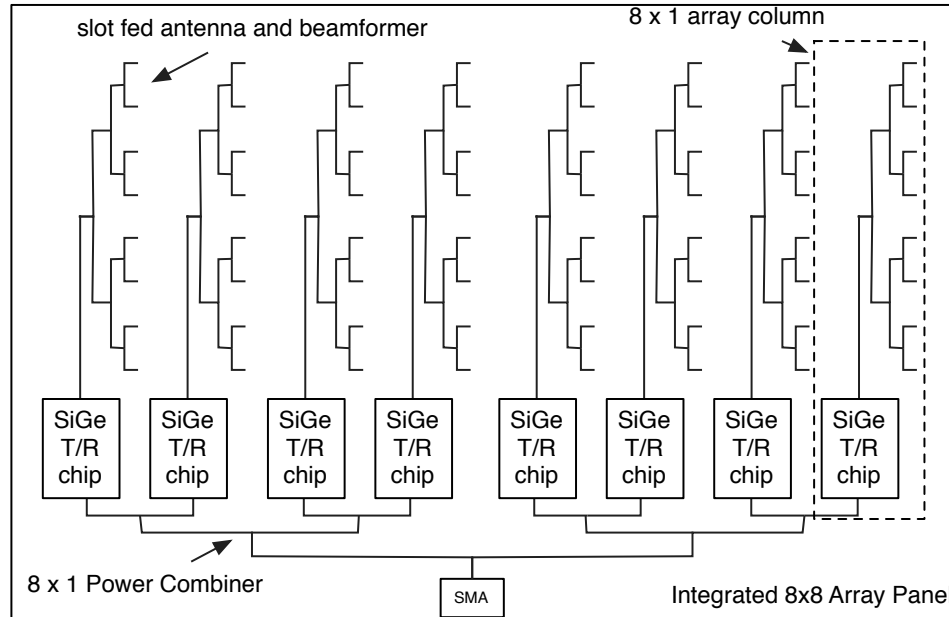 8 x 1 array column
slot fed antenna and beamformer
SiGe
T/R
chip
SiGe
T/R
chip
SiGe
T/R
chip
SiGe
T/R
chip
SiGe
T/R
chip
SiGe
T/R
chip
SiGe
T/R
chip
SiGe
T/R
chip
8 x 1 Power Combiner
SMA
Integrated 8x8 Array Panel